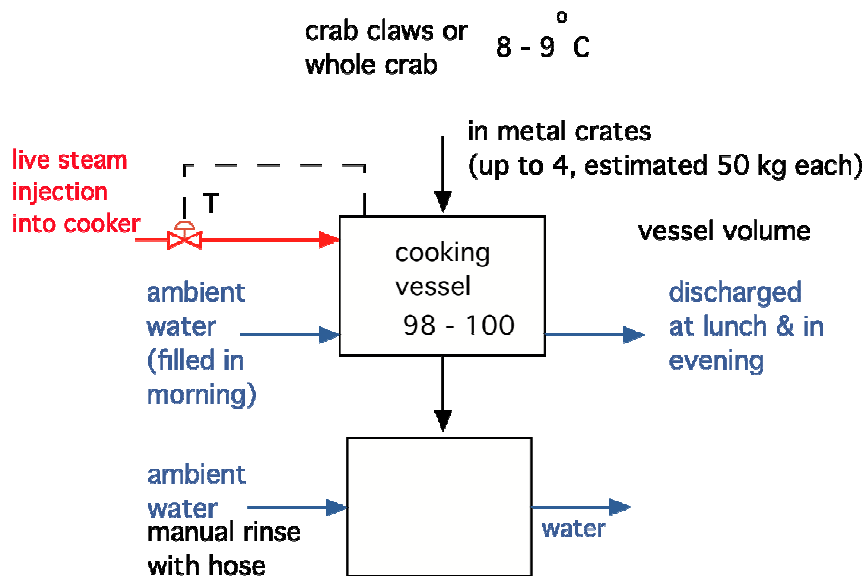 crab claws or
whole crab
8 - 9 °C
in metal crates
(up to 4, estimated 50 kg each)
live steam
injection
into cooker
T
cooking
vessel
98 - 100
vessel volume
ambient
water
(filled in
morning)
discharged
at lunch & in
evening
ambient
water
manual rinse
with hose
water